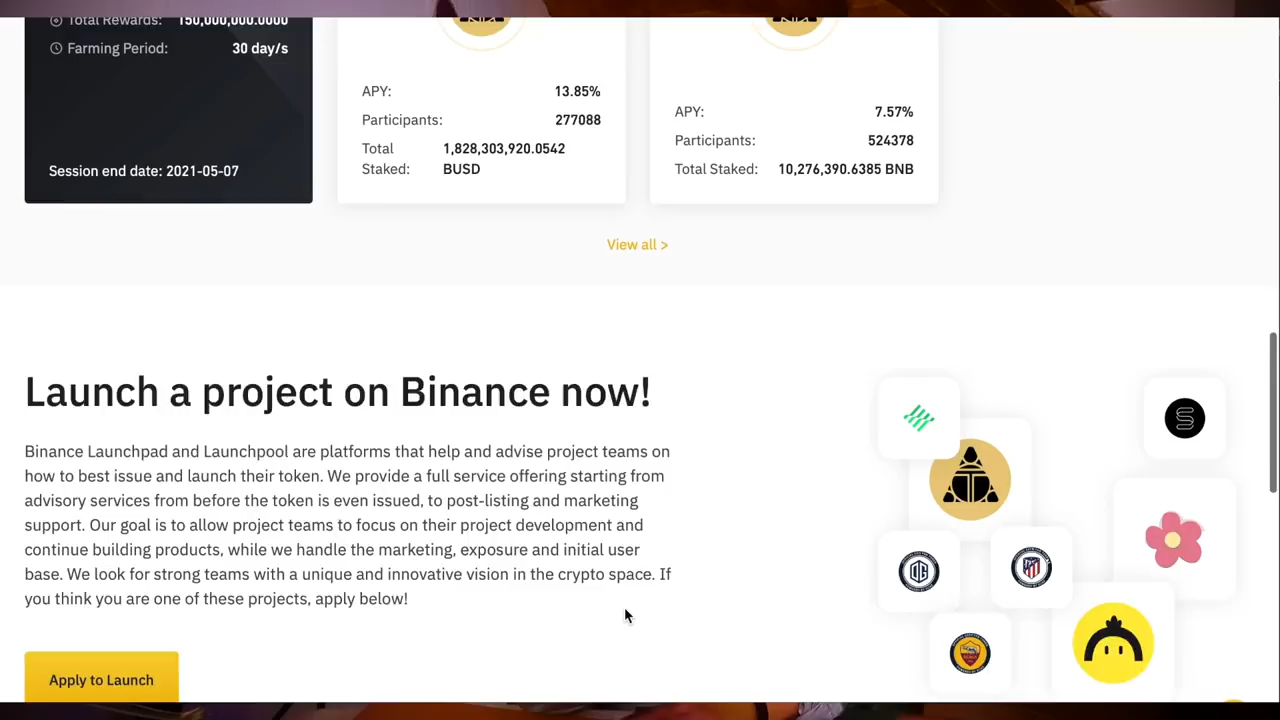 Total Rewards: 150,000,000.0000
Farming Period: 30 day/s
Session end date: 2021-05-07
APY: 13.85%
Participants: 277088
Total Staked: 1,828,303,920.0542 BUSD
APY: 7.57%
Participants: 524378
Total Staked: 10,276,390.6385 BNB
View all >
Launch a project on Binance now!
Binance Launchpad and Launchpool are platforms that help and advise project teams on
how to best issue and launch their token. We provide a full service offering starting from
advisory services from before the token is even issued, to post-listing and marketing
support. Our goal is to allow project teams to focus on their project development and
continue building products, while we handle the marketing, exposure and initial user
base. We look for strong teams with a unique and innovative vision in the crypto space. If
you think you are one of these projects, apply below!
Apply to Launch